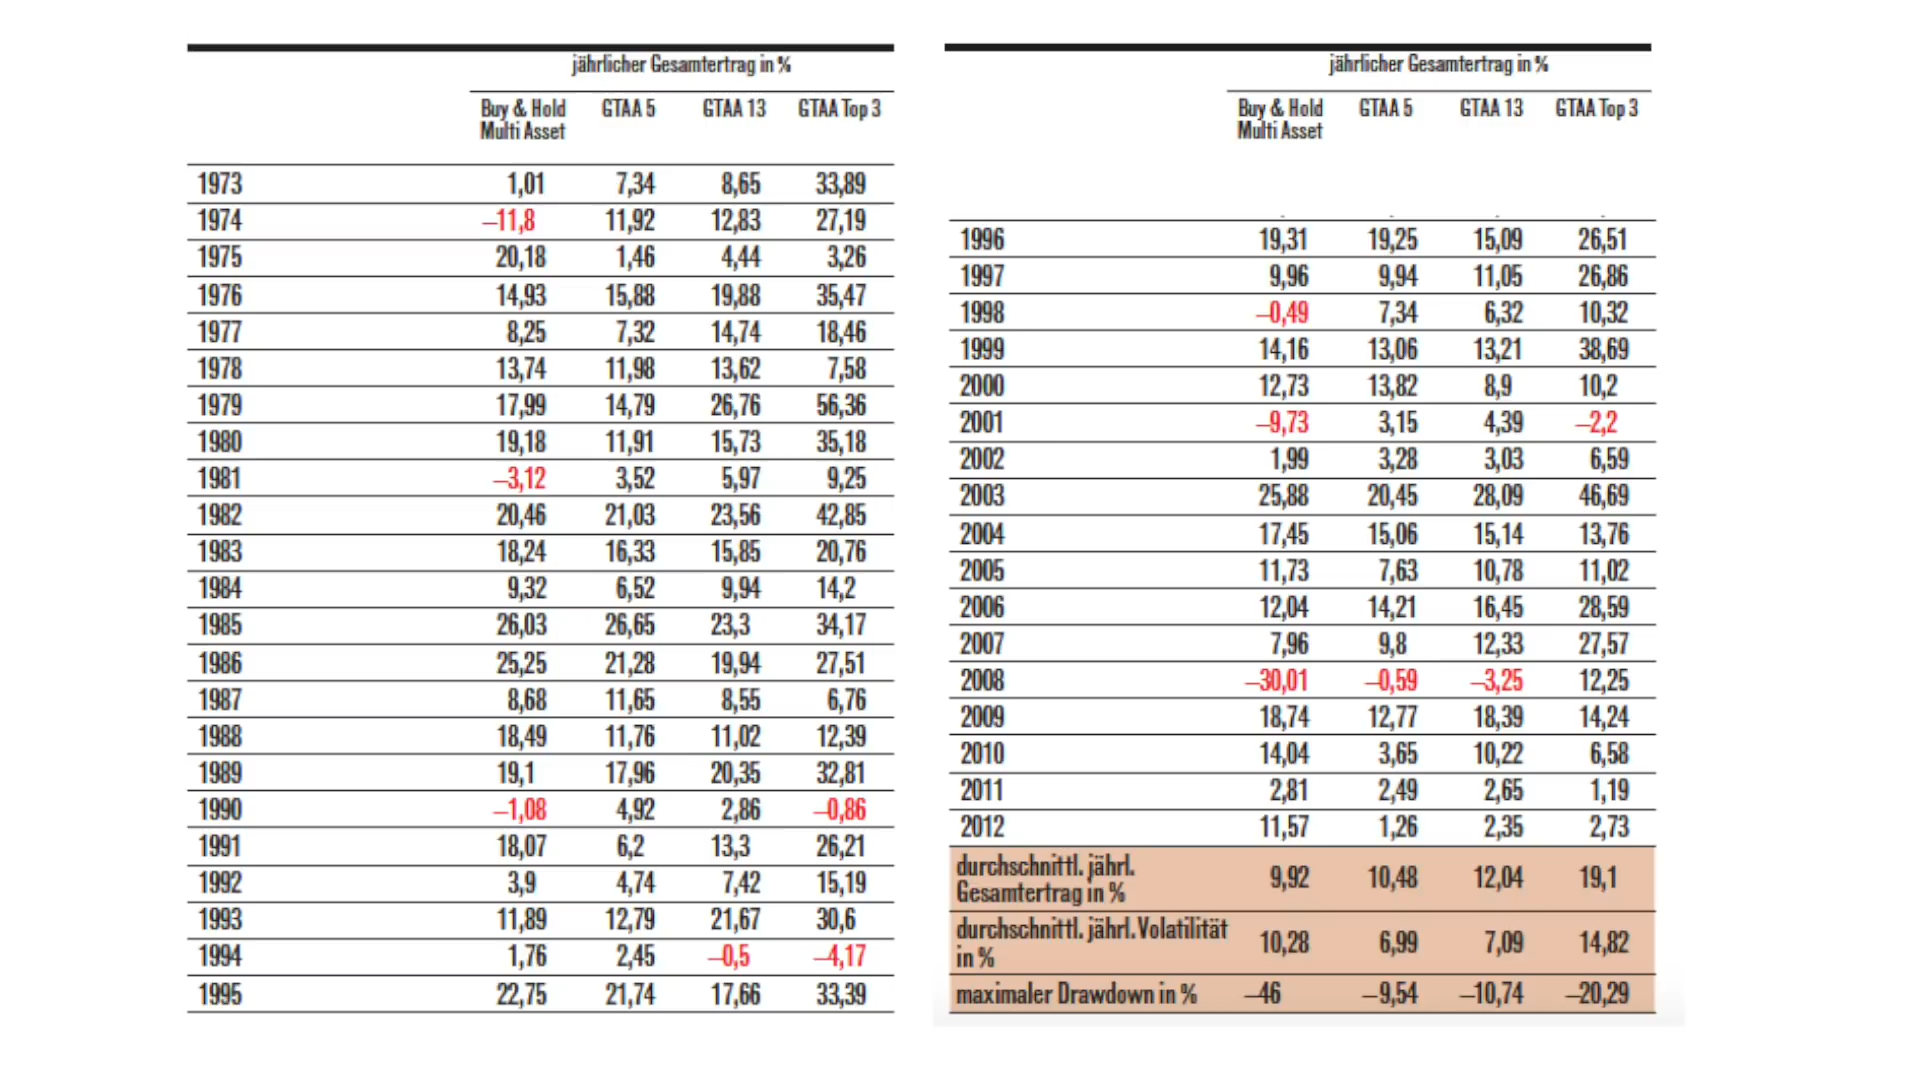 jährlicher Gesamtertrag in %
Buy & Hold Multi Asset GTAA 5 GTAA 13 GTAA Top 3
1973 1,01 7,34 8,65 33,89
1974 –11,8 11,92 12,83 27,19
1975 20,18 1,46 4,44 3,26
1976 14,93 15,88 19,88 35,47
1977 8,25 7,32 14,74 18,46
1978 13,74 11,98 13,62 7,58
1979 17,99 14,79 26,76 56,36
1980 19,18 11,91 15,73 35,18
1981 –3,12 3,52 5,97 9,25
1982 20,46 21,03 23,56 42,85
1983 18,24 16,33 15,85 20,76
1984 9,32 6,52 9,94 14,2
1985 26,03 26,65 23,3 34,17
1986 25,25 21,28 19,94 27,51
1987 8,68 11,65 8,55 6,76
1988 18,49 11,76 11,02 12,39
1989 19,1 17,96 20,35 32,81
1990 –1,08 4,92 2,86 –0,86
1991 18,07 6,2 13,3 26,21
1992 3,9 4,74 7,42 15,19
1993 11,89 12,79 21,67 30,6
1994 1,76 2,45 –0,5 –4,17
1995 22,75 21,74 17,66 33,39
jährlicher Gesamtertrag in %
Buy & Hold Multi Asset GTAA 5 GTAA 13 GTAA Top 3
1996 19,31 19,25 15,09 26,51
1997 9,96 9,94 11,05 26,86
1998 –0,49 7,34 6,32 10,32
1999 14,16 13,06 13,21 38,69
2000 12,73 13,82 8,9 10,2
2001 –9,73 3,15 4,39 –2,2
2002 1,99 3,28 3,03 6,59
2003 25,88 20,45 28,09 46,69
2004 17,45 15,06 15,14 13,76
2005 11,73 7,63 10,78 11,02
2006 12,04 14,21 16,45 28,59
2007 7,96 9,8 12,33 27,57
2008 –30,01 –0,59 –3,25 12,25
2009 18,74 12,77 18,39 14,24
2010 14,04 3,65 10,22 6,58
2011 2,81 2,49 2,65 1,19
2012 11,57 1,26 2,35 2,73
durchschnittl. jährl.
Gesamtertrag in % 9,92 10,48 12,04 19,1
durchschnittl. jährl. Volatilität
in % 10,28 6,99 7,09 14,82
maximaler Drawdown in % –46 –9,54 –10,74 –20,29